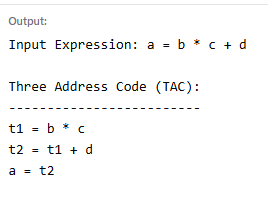 Output:
Input Expression: a = b * c + d
Three Address Code (TAC):
-------------------------
t1 = b * c
t2 = t1 + d
a = t2